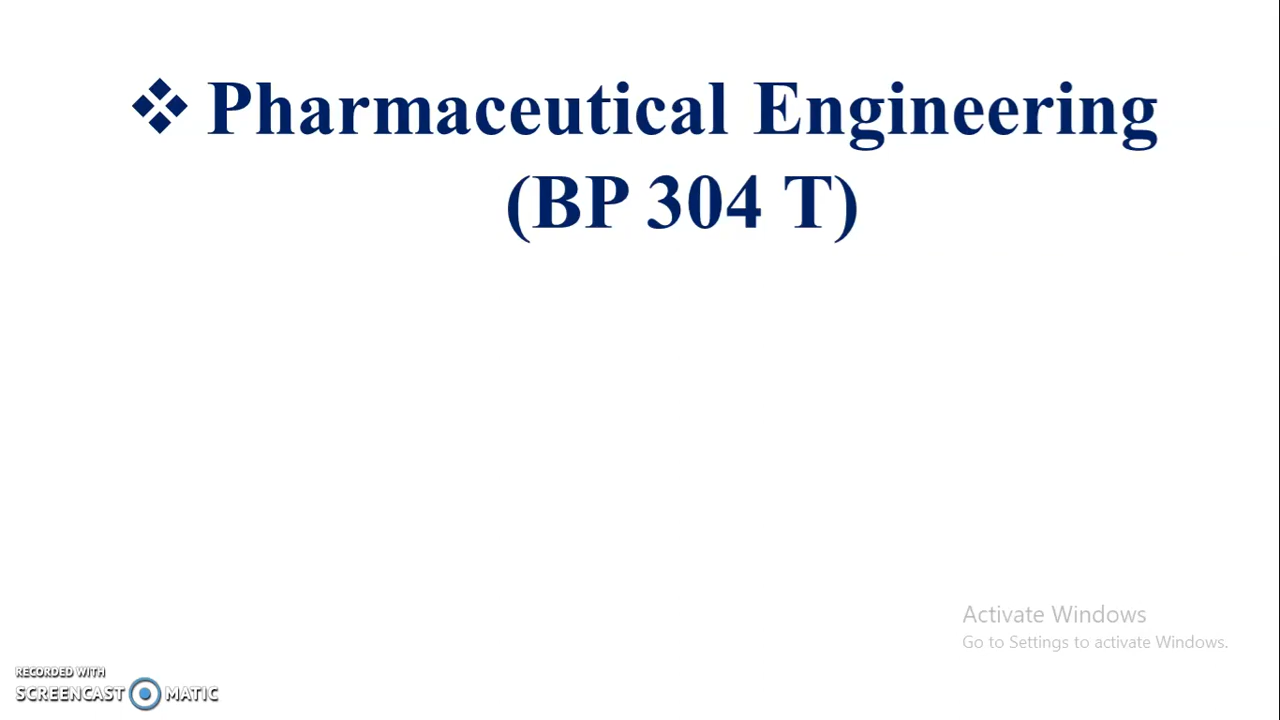 ❖ Pharmaceutical Engineering
(BP 304 T)
Activate Windows
Go to Settings to activate Windows.
RECORDED WITH
SCREENCAST MATIC